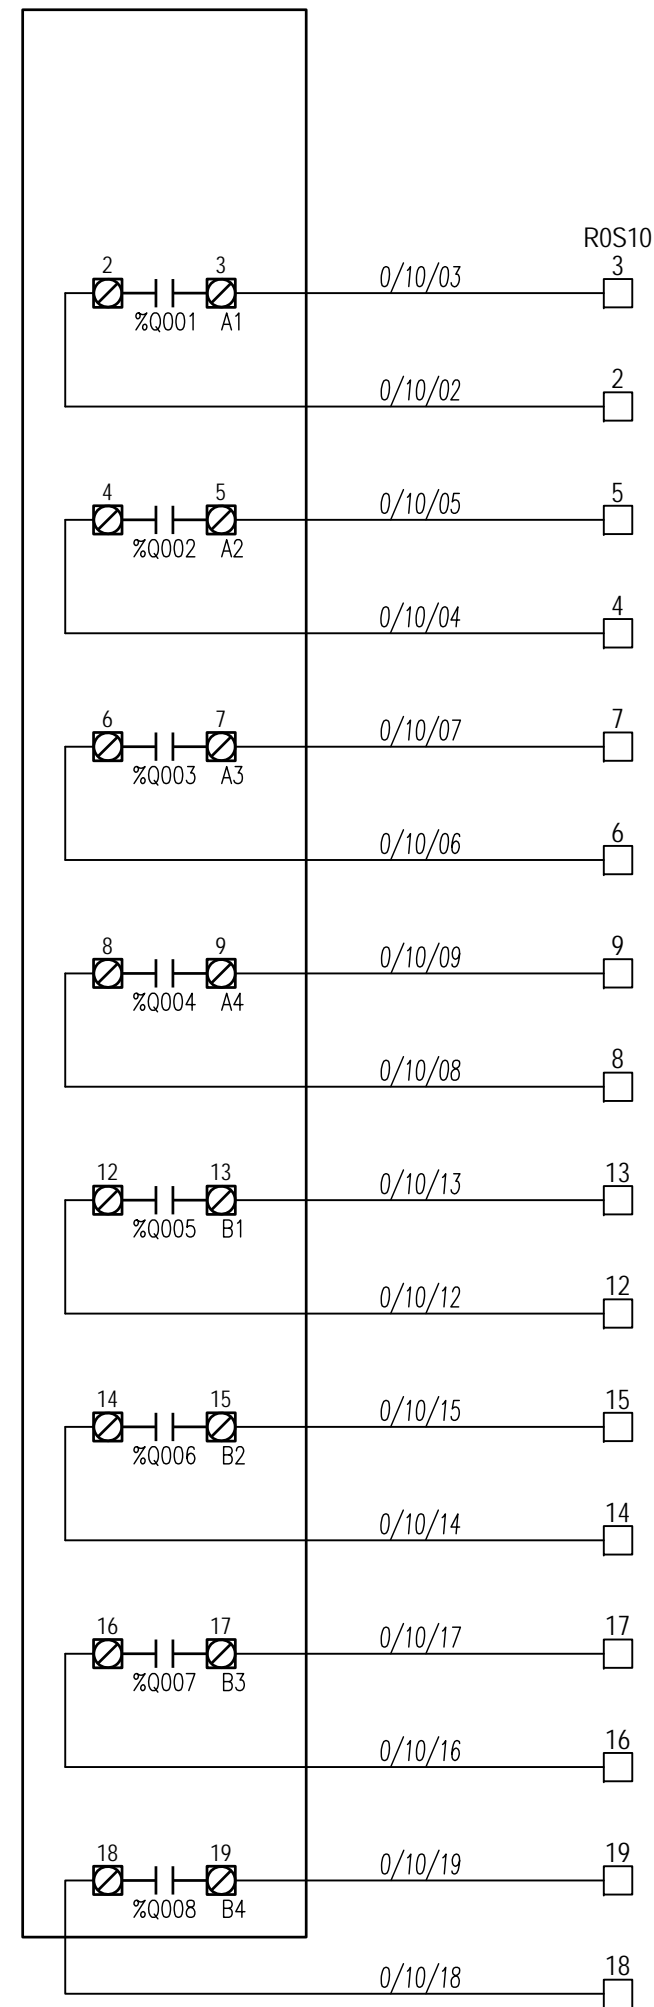 R0S10
2 3 0/10/03 3
%Q001 A1
0/10/02 2
4 5 0/10/05 5
%Q002 A2
0/10/04 4
6 7 0/10/07 7
%Q003 A3
0/10/06 6
8 9 0/10/09 9
%Q004 A4
0/10/08 8
12 13 0/10/13 13
%Q005 B1
0/10/12 12
14 15 0/10/15 15
%Q006 B2
0/10/14 14
16 17 0/10/17 17
%Q007 B3
0/10/16 16
18 19 0/10/19 19
%Q008 B4
0/10/18 18